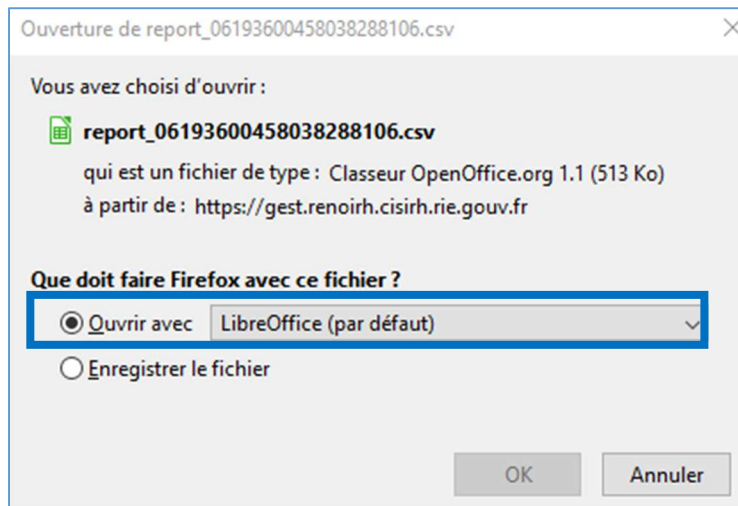 Ouverture de report_06193600458038288106.csv
Vous avez choisi d'ouvrir :
report_06193600458038288106.csv
qui est un fichier de type : Classeur OpenOffice.org 1.1 (513 Ko)
à partir de : https://gest.renoirh.cisirh.rie.gouv.fr
Que doit faire Firefox avec ce fichier ?
Ouvrir avec LibreOffice (par défaut)
Enregistrer le fichier
OK Annuler